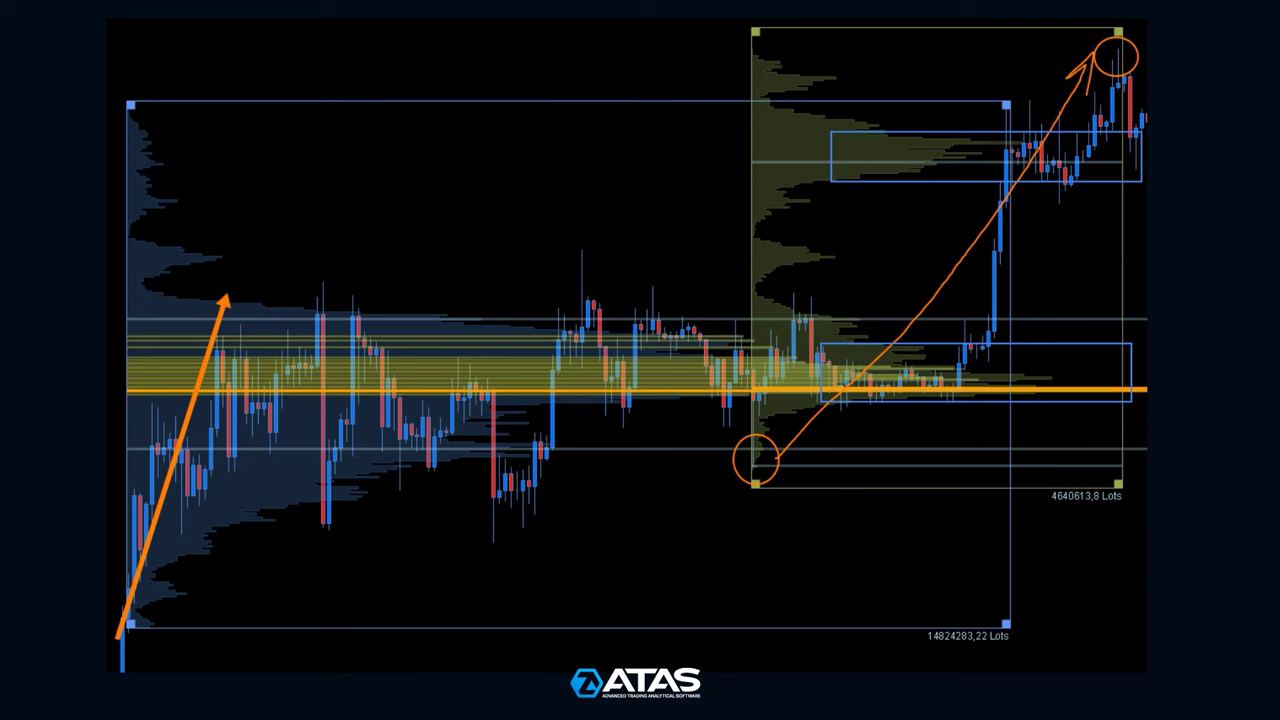 4640613,8 Lots
14824283,22 Lots
ATAS
ADVANCED TRADING ANALYTICAL SOFTWARE